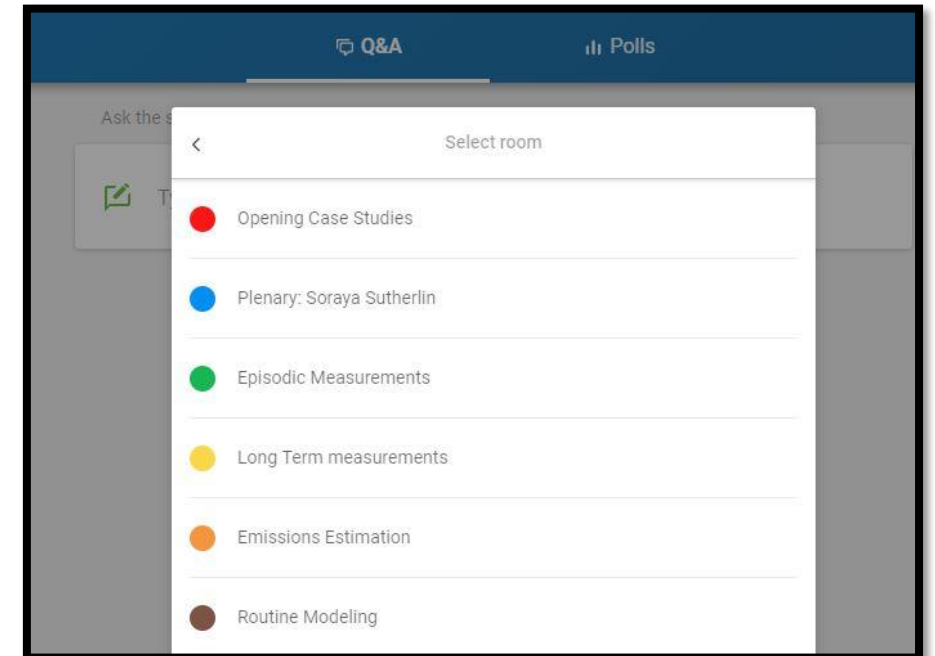 Q&A
Polls
Ask the
Select room
Opening Case Studies
Plenary: Soraya Sutherlin
Episodic Measurements
Long Term measurements
Emissions Estimation
Routine Modeling